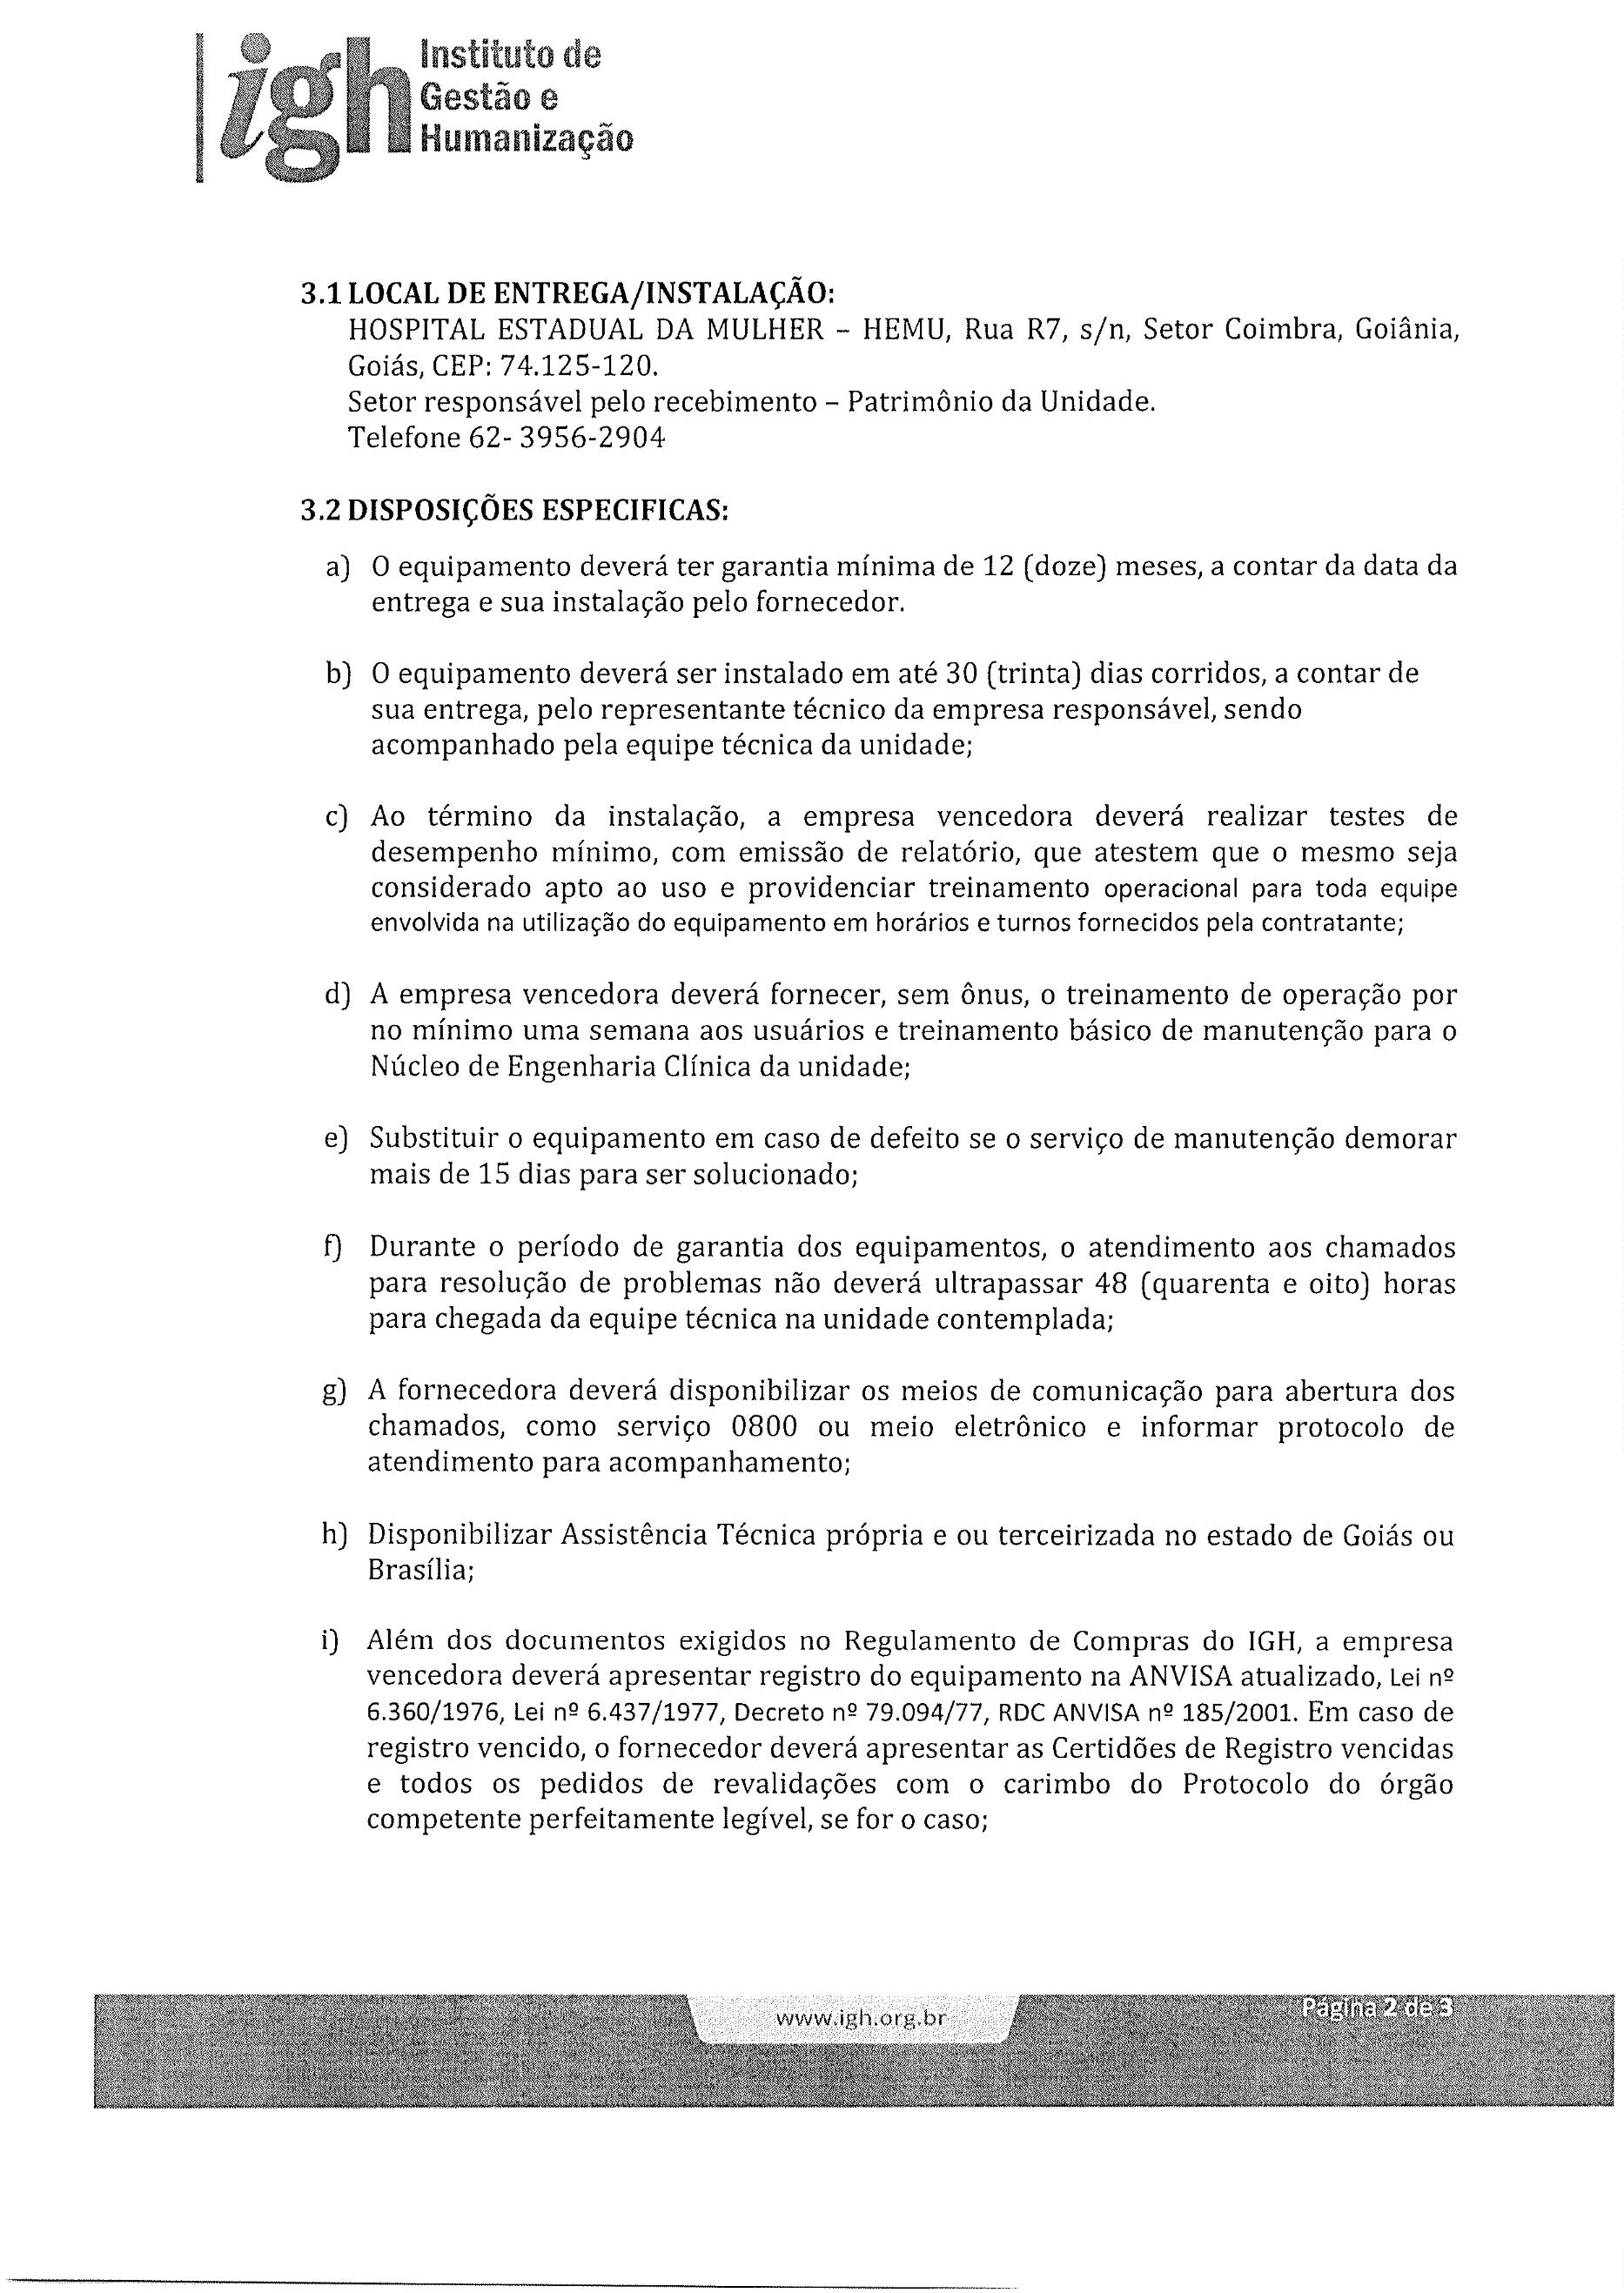 igh Instituto de
Gestão e
Humanização
3.1 LOCAL DE ENTREGA/INSTALAÇÃO:
HOSPITAL ESTADUAL DA MULHER – HEMU, Rua R7, s/n, Setor Coimbra, Goiânia,
Goiás, CEP: 74.125-120.
Setor responsável pelo recebimento – Patrimônio da Unidade.
Telefone 62- 3956-2904
3.2 DISPOSIÇÕES ESPECIFICAS:
a) O equipamento deverá ter garantia mínima de 12 (doze) meses, a contar da data da
entrega e sua instalação pelo fornecedor.
b) O equipamento deverá ser instalado em até 30 (trinta) dias corridos, a contar de
sua entrega, pelo representante técnico da empresa responsável, sendo
acompanhado pela equipe técnica da unidade;
c) Ao término da instalação, a empresa vencedora deverá realizar testes de
desempenho mínimo, com emissão de relatório, que atestem que o mesmo seja
considerado apto ao uso e providenciar treinamento operacional para toda equipe
envolvida na utilização do equipamento em horários e turnos fornecidos pela contratante;
d) A empresa vencedora deverá fornecer, sem ônus, o treinamento de operação por
no mínimo uma semana aos usuários e treinamento básico de manutenção para o
Núcleo de Engenharia Clínica da unidade;
e) Substituir o equipamento em caso de defeito se o serviço de manutenção demorar
mais de 15 dias para ser solucionado;
f) Durante o período de garantia dos equipamentos, o atendimento aos chamados
para resolução de problemas não deverá ultrapassar 48 (quarenta e oito) horas
para chegada da equipe técnica na unidade contemplada;
g) A fornecedora deverá disponibilizar os meios de comunicação para abertura dos
chamados, como serviço 0800 ou meio eletrônico e informar protocolo de
atendimento para acompanhamento;
h) Disponibilizar Assistência Técnica própria e ou terceirizada no estado de Goiás ou
Brasília;
i) Além dos documentos exigidos no Regulamento de Compras do IGH, a empresa
vencedora deverá apresentar registro do equipamento na ANVISA atualizado, Lei nº
6.360/1976, Lei nº 6.437/1977, Decreto nº 79.094/77, RDC ANVISA nº 185/2001. Em caso de
registro vencido, o fornecedor deverá apresentar as Certidões de Registro vencidas
e todos os pedidos de revalidações com o carimbo do Protocolo do órgão
competente perfeitamente legível, se for o caso;
www.igh.org.br
Página 2 de 3